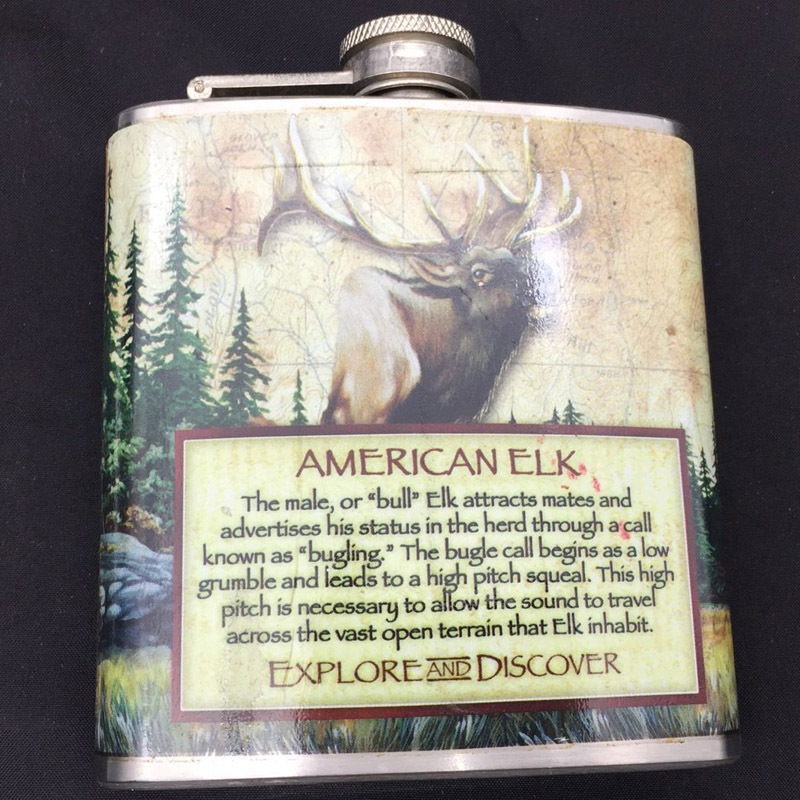 AMERICAN ELK
The male, or “bull” Elk attracts mates and
advertises his status in the herd through a call
known as “bugling.” The bugle call begins as a low
grumble and leads to a high pitch squeal. This high
pitch is necessary to allow the sound to travel
across the vast open terrain that Elk inhabit.
EXPLORE AND DISCOVER